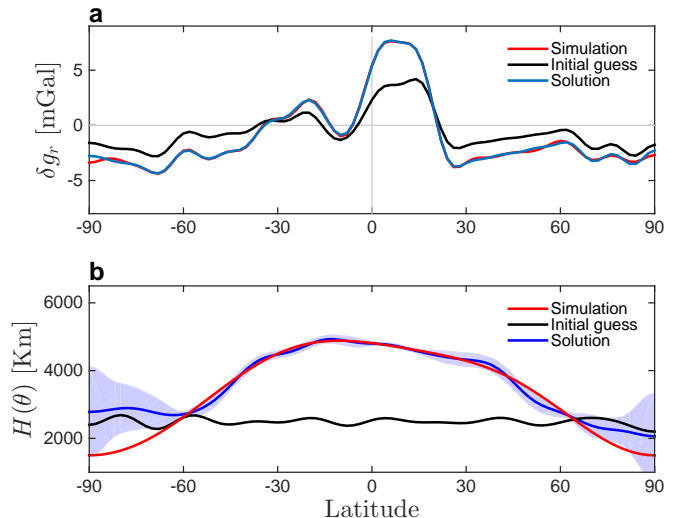 a
δg_r [mGal]
5
0
-5
Simulation
Initial guess
Solution
-90 -60 -30 0 30 60 90
b
H(θ) [Km]
6000
4000
2000
Simulation
Initial guess
Solution
-90 -60 -30 0 30 60 90
Latitude